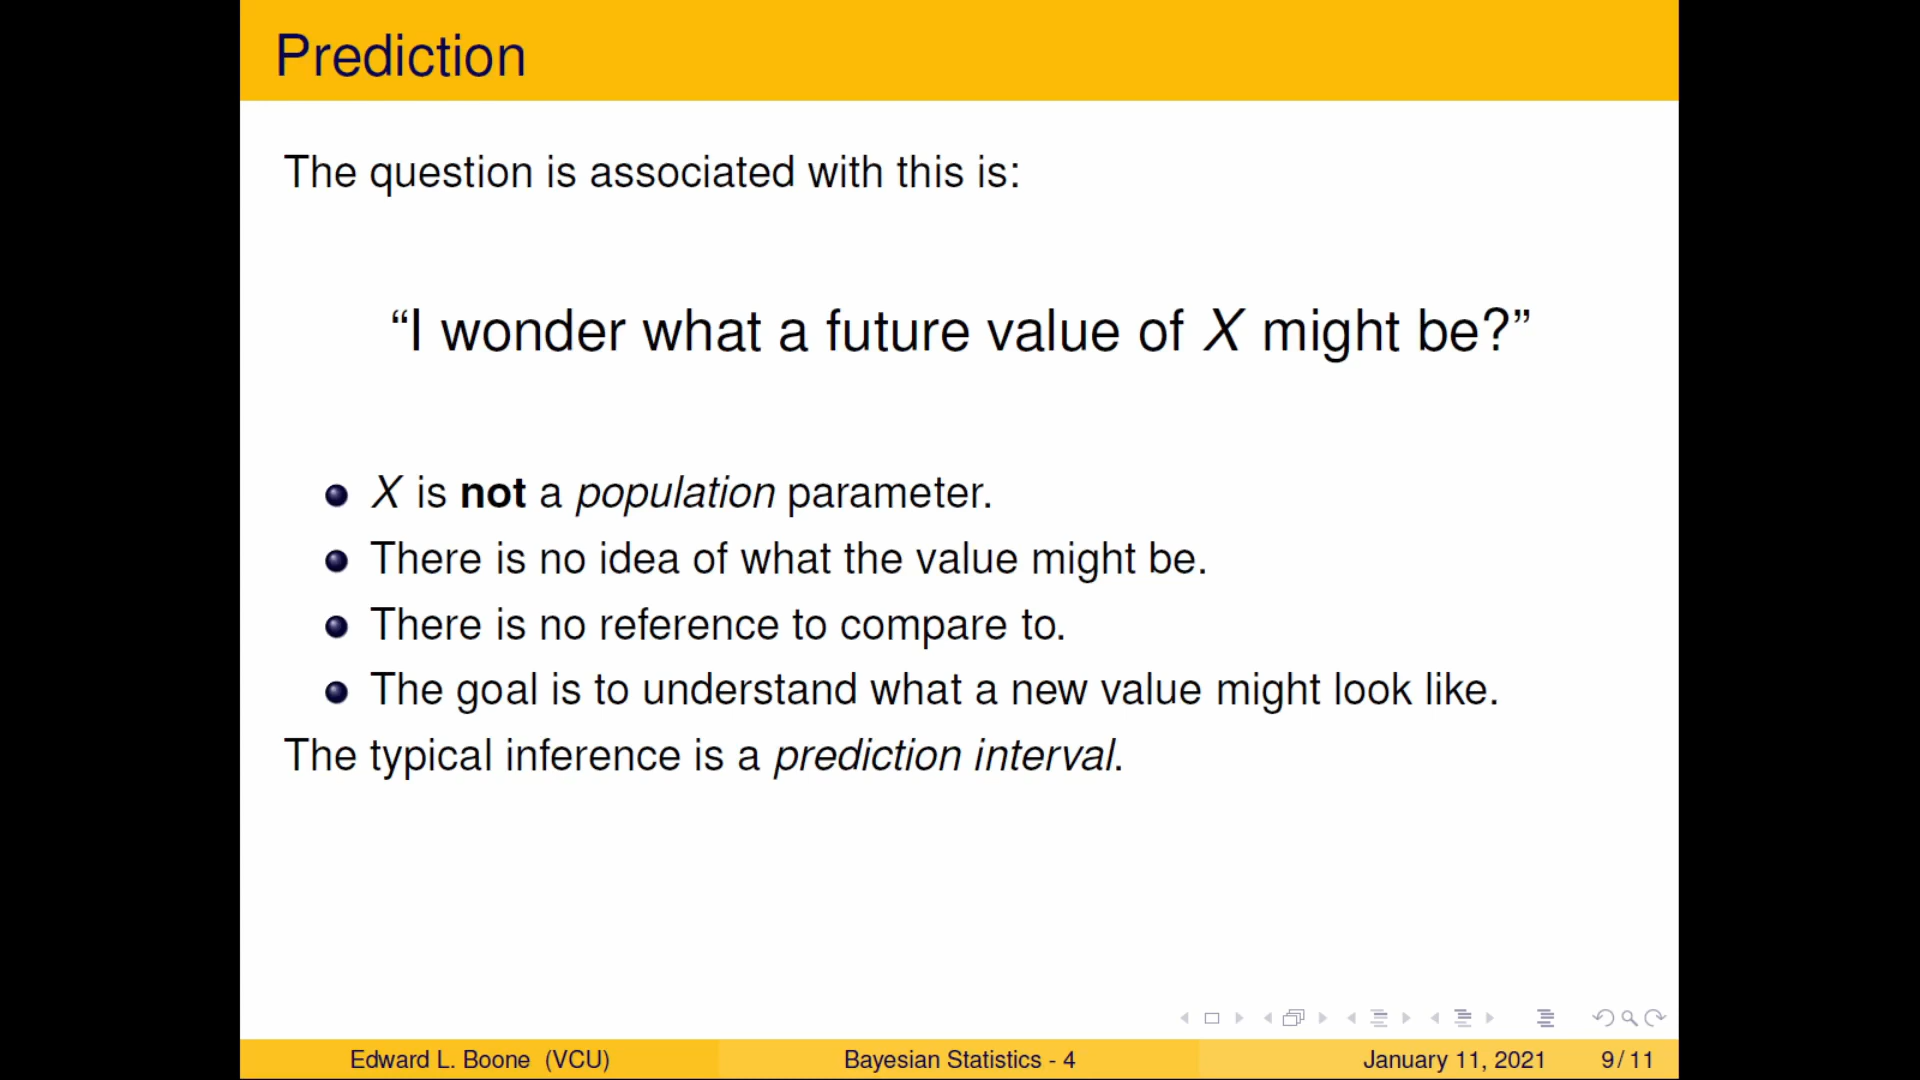 Prediction
The question is associated with this is:
“I wonder what a future value of X might be?”
X is not a population parameter.
There is no idea of what the value might be.
There is no reference to compare to.
The goal is to understand what a new value might look like.
The typical inference is a prediction interval.
Edward L. Boone (VCU) Bayesian Statistics - 4 January 11, 2021 9 / 11